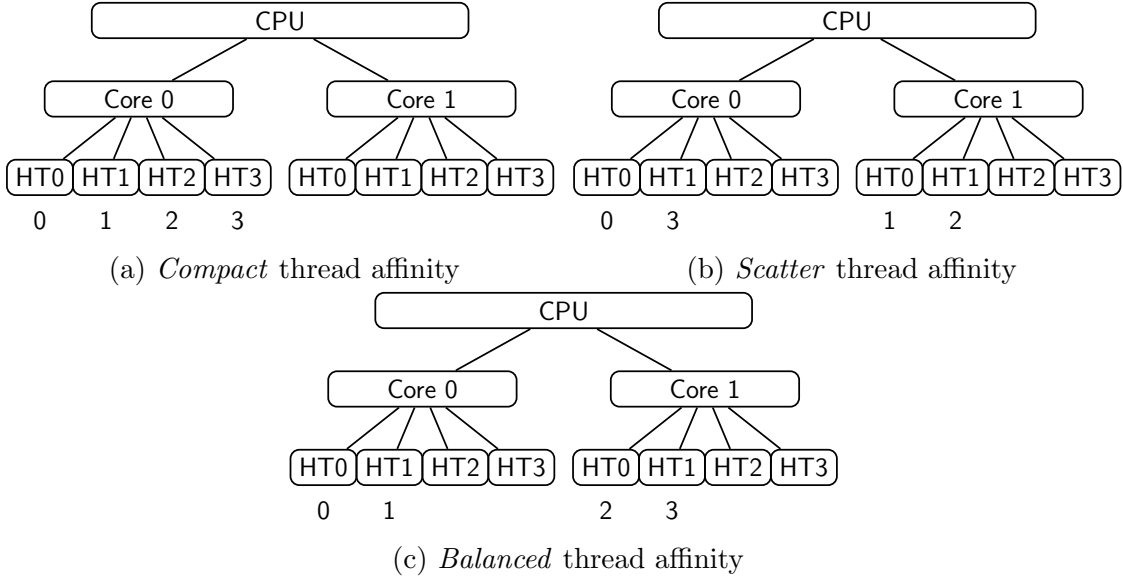 CPU
Core 0 Core 1
HT0 HT1 HT2 HT3 HT0 HT1 HT2 HT3
0 1 2 3
(a) Compact thread affinity
CPU
Core 0 Core 1
HT0 HT1 HT2 HT3 HT0 HT1 HT2 HT3
0 3 1 2
(b) Scatter thread affinity
CPU
Core 0 Core 1
HT0 HT1 HT2 HT3 HT0 HT1 HT2 HT3
0 1 2 3
(c) Balanced thread affinity